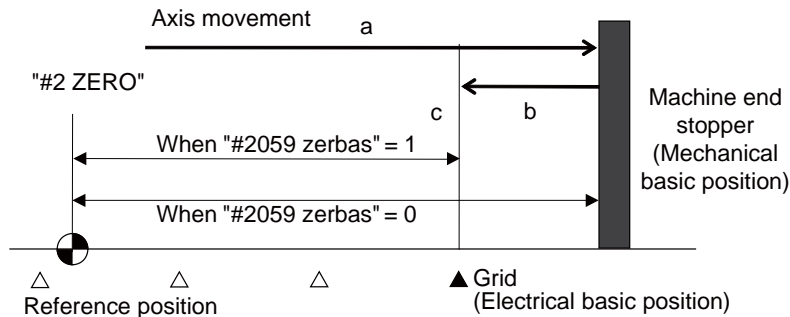 Axis movement
a
"#2 ZERO"
c
b
Machine end
stopper
(Mechanical
basic position)
When "#2059 zerbas" = 1
When "#2059 zerbas" = 0
Grid
(Electrical basic position)
Reference position